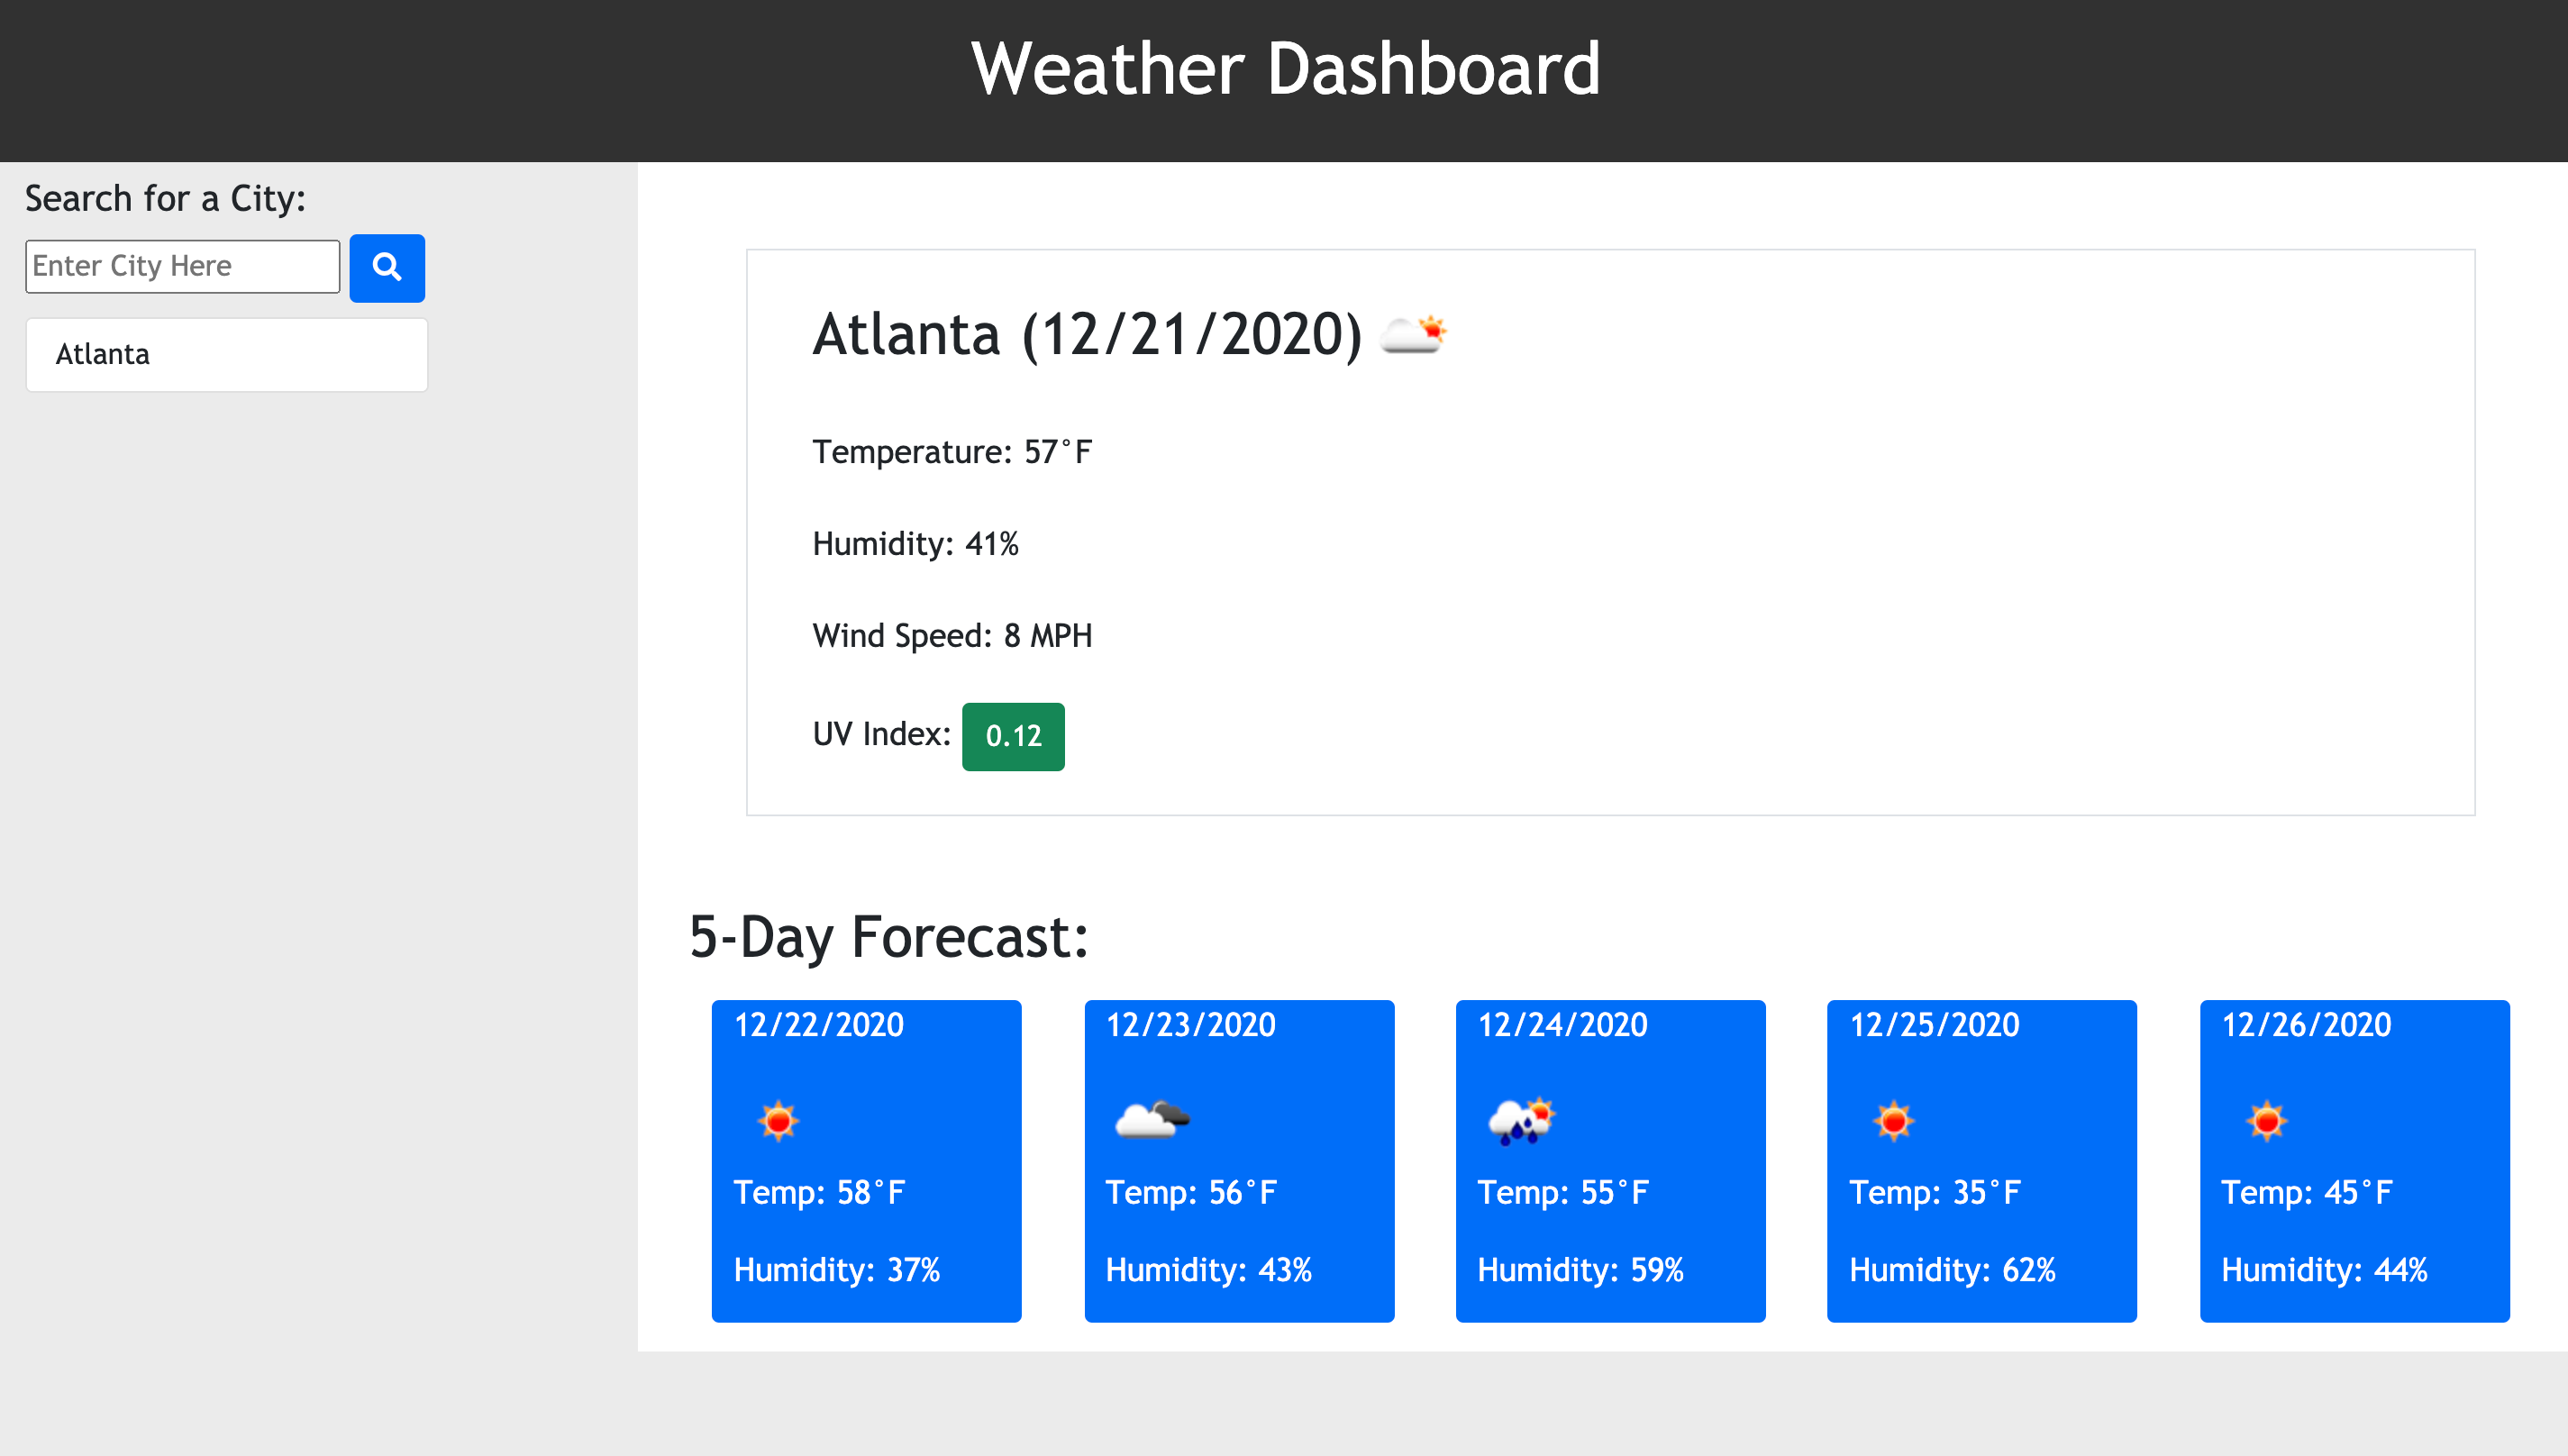 Weather Dashboard
Search for a City:
Enter City Here
Atlanta
Atlanta (12/21/2020)
Temperature: 57°F
Humidity: 41%
Wind Speed: 8 MPH
UV Index: 0.12
5-Day Forecast:
12/22/2020
Temp: 58°F
Humidity: 37%
12/23/2020
Temp: 56°F
Humidity: 43%
12/24/2020
Temp: 55°F
Humidity: 59%
12/25/2020
Temp: 35°F
Humidity: 62%
12/26/2020
Temp: 45°F
Humidity: 44%